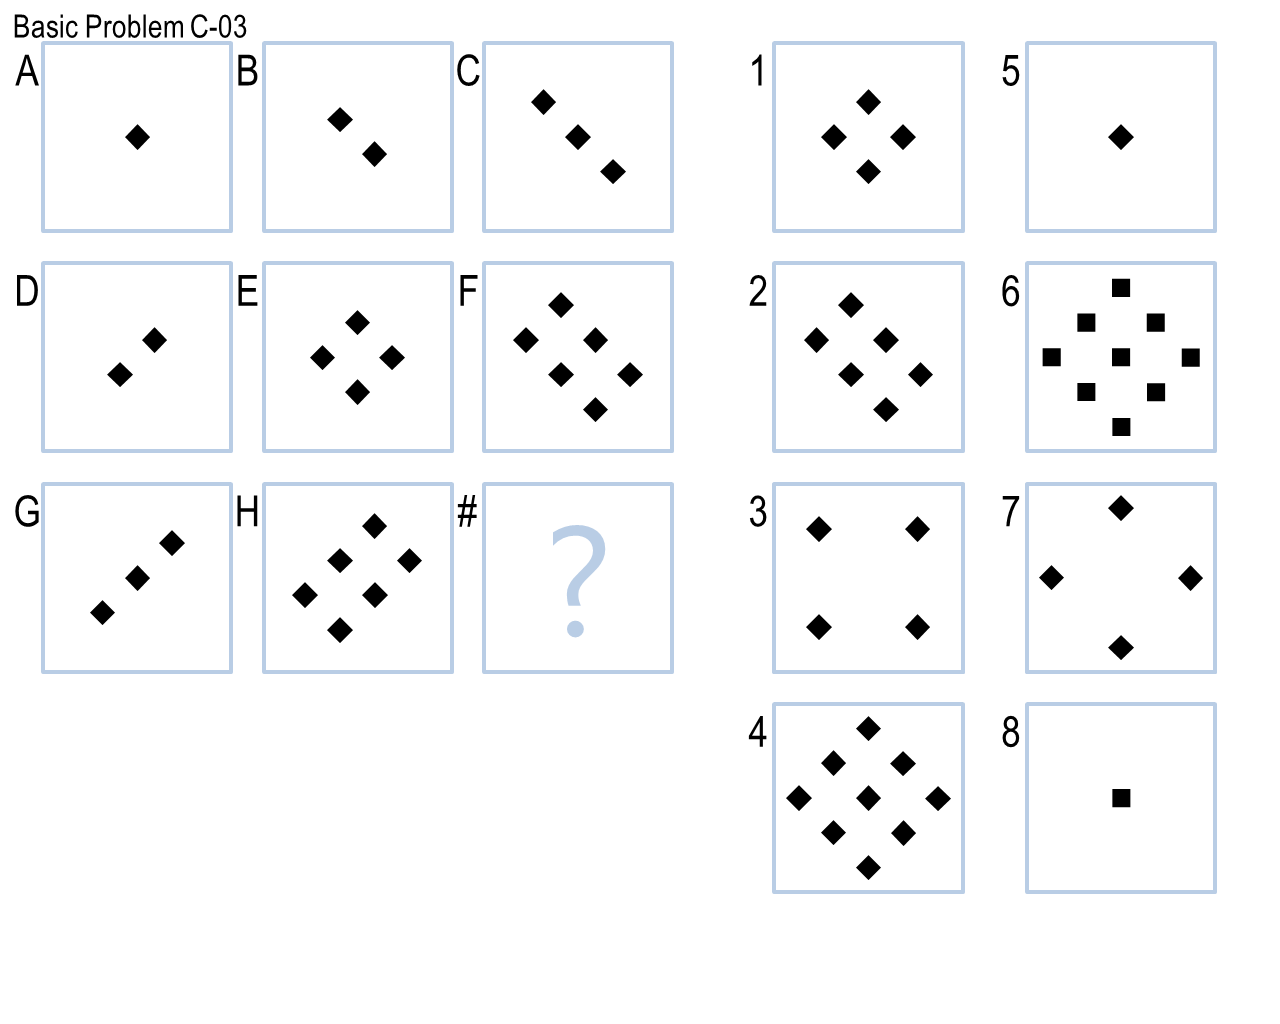 Basic Problem C-03
A B C 1 5
D E F 2 6
G H # ? 3 7
4 8